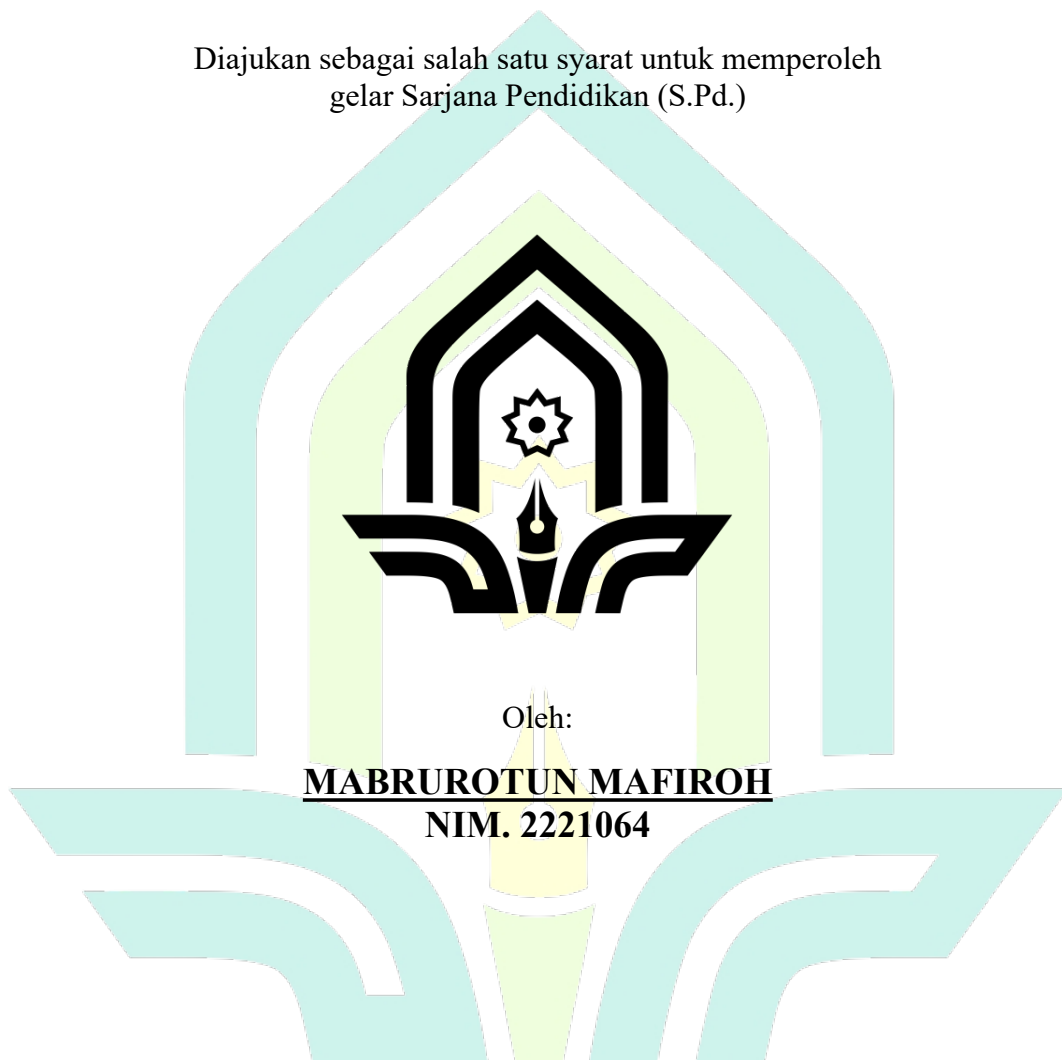 Diajukan sebagai salah satu syarat untuk memperoleh
gelar Sarjana Pendidikan (S.Pd.)
Oleh:
MABRUROTUN MAFIROH
NIM. 2221064